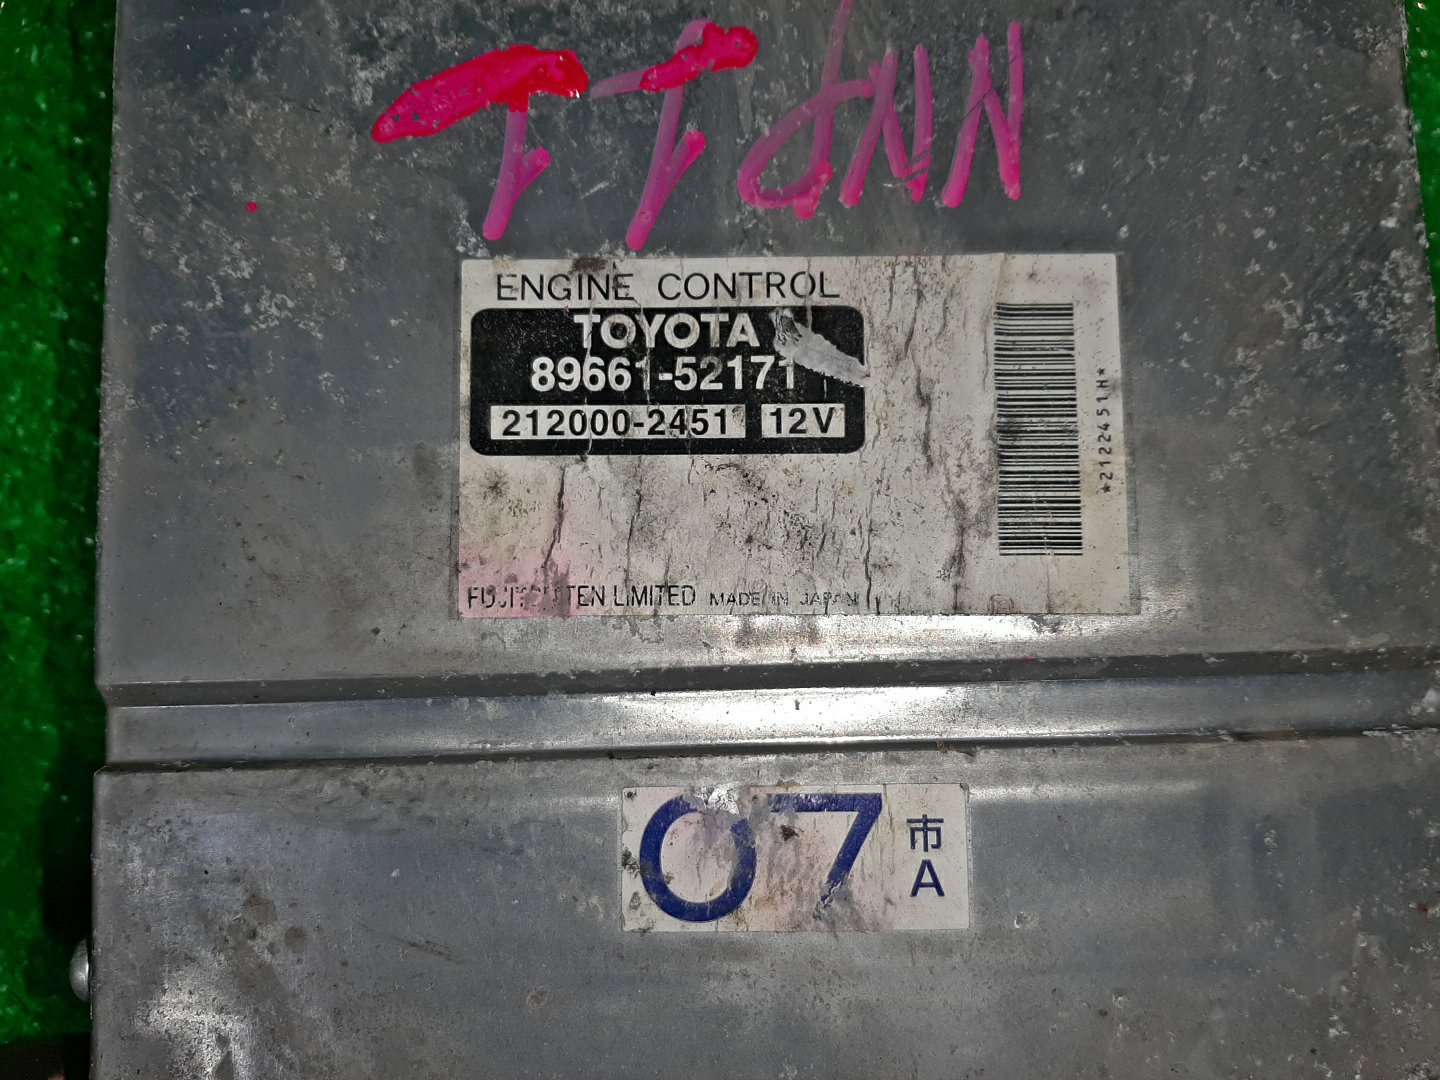 ENGINE CONTROL
TOYOTA
89661-52171
212000-2451 12V
*2122451H*
TEN LIMITED MADE IN JAPAN
07 市
A